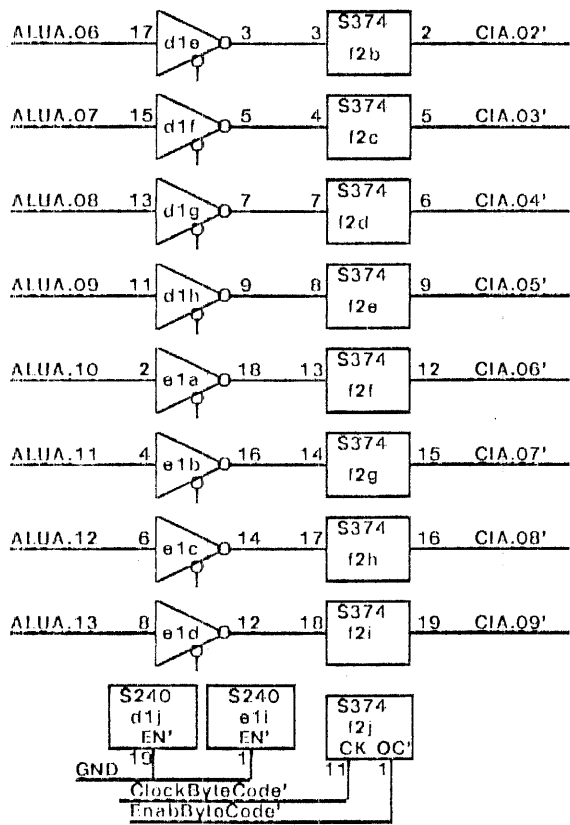 S374
ALUA.06 17 d1e 3 3 f2b 2 CIA.02'
S374
ALUA.07 15 d1f 5 4 f2c 5 CIA.03'
S374
ALUA.08 13 d1g 7 7 f2d 6 CIA.04'
S374
ALUA.09 11 d1h 9 8 f2e 9 CIA.05'
S374
ALUA.10 2 e1a 18 13 f2f 12 CIA.06'
S374
ALUA.11 4 e1b 16 14 f2g 15 CIA.07'
S374
ALUA.12 6 e1c 14 17 f2h 16 CIA.08'
S374
ALUA.13 8 e1d 12 18 f2i 19 CIA.09'
S240 S240 S374
d1j e1i f2j
EN' EN' CK OC'
19 1 11 1
GND
ClockByteCode'
EnabByteCode'